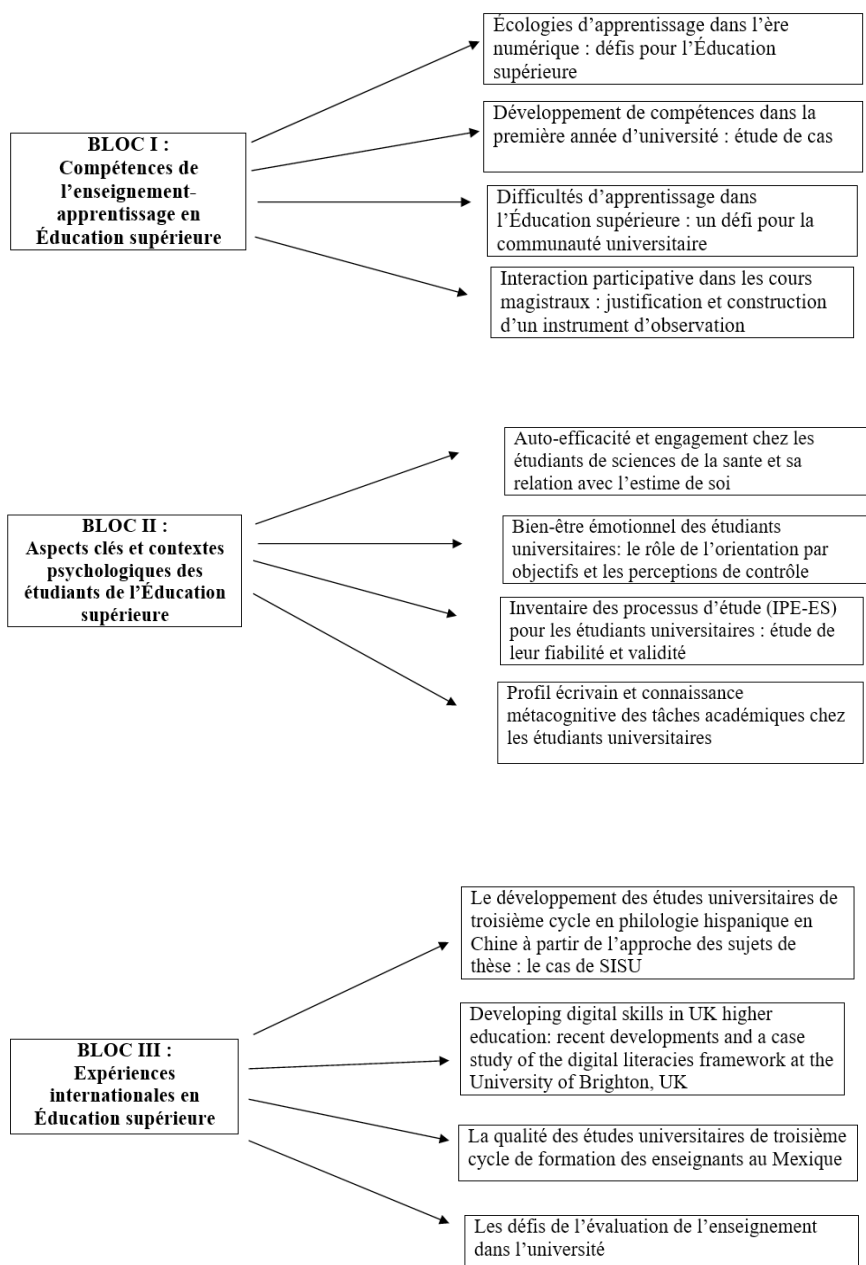 BLOC I :
Compétences de
l’enseignement-
apprentissage en
Éducation supérieure
Écologies d’apprentissage dans l’ère
numérique : défis pour l’Éducation
supérieure
Développement de compétences dans la
première année d’université : étude de cas
Difficultés d’apprentissage dans
l’Éducation supérieure : un défi pour la
communauté universitaire
Interaction participative dans les cours
magistraux : justification et construction
d’un instrument d’observation
BLOC II :
Aspects clés et contextes
psychologiques des
étudiants de l’Éducation
supérieure
Auto-efficacité et engagement chez les
étudiants de sciences de la sante et sa
relation avec l’estime de soi
Bien-être émotionnel des étudiants
universitaires: le rôle de l’orientation par
objectifs et les perceptions de contrôle
Inventaire des processus d’étude (IPE-ES)
pour les étudiants universitaires : étude de
leur fiabilité et validité
Profil écrivain et connaissance
métacognitive des tâches académiques chez
les étudiants universitaires
BLOC III :
Expériences
internationales en
Éducation supérieure
Le développement des études universitaires de
troisième cycle en philologie hispanique en
Chine à partir de l’approche des sujets de
thèse : le cas de SISU
Developing digital skills in UK higher
education: recent developments and a case
study of the digital literacies framework at the
University of Brighton, UK
La qualité des études universitaires de troisième
cycle de formation des enseignants au Mexique
Les défis de l’évaluation de l’enseignement
dans l’université